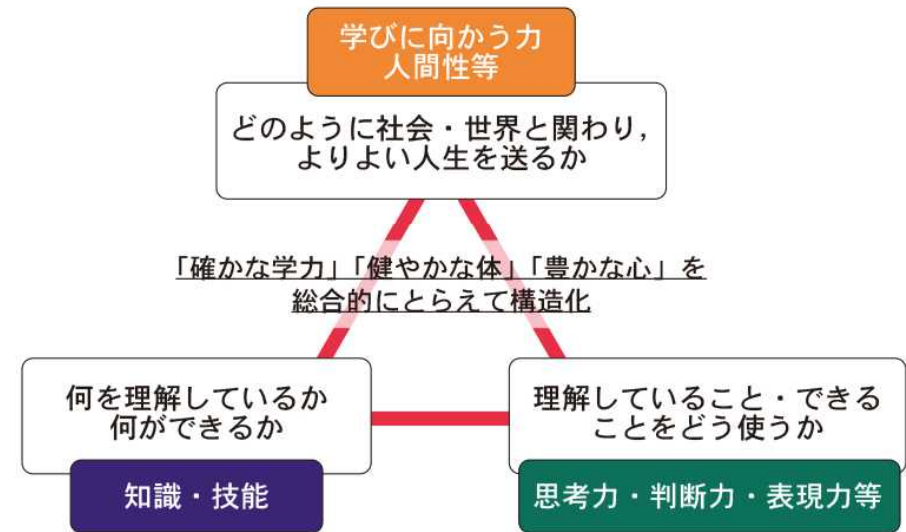 学びに向かう力
人間性等
どのように社会・世界と関わり,
よりよい人生を送るか
「確かな学力」「健やかな体」「豊かな心」を
総合的にとらえて構造化
何を理解しているか
何ができるか
知識・技能
理解していること・できる
ことをどう使うか
思考力・判断力・表現力等